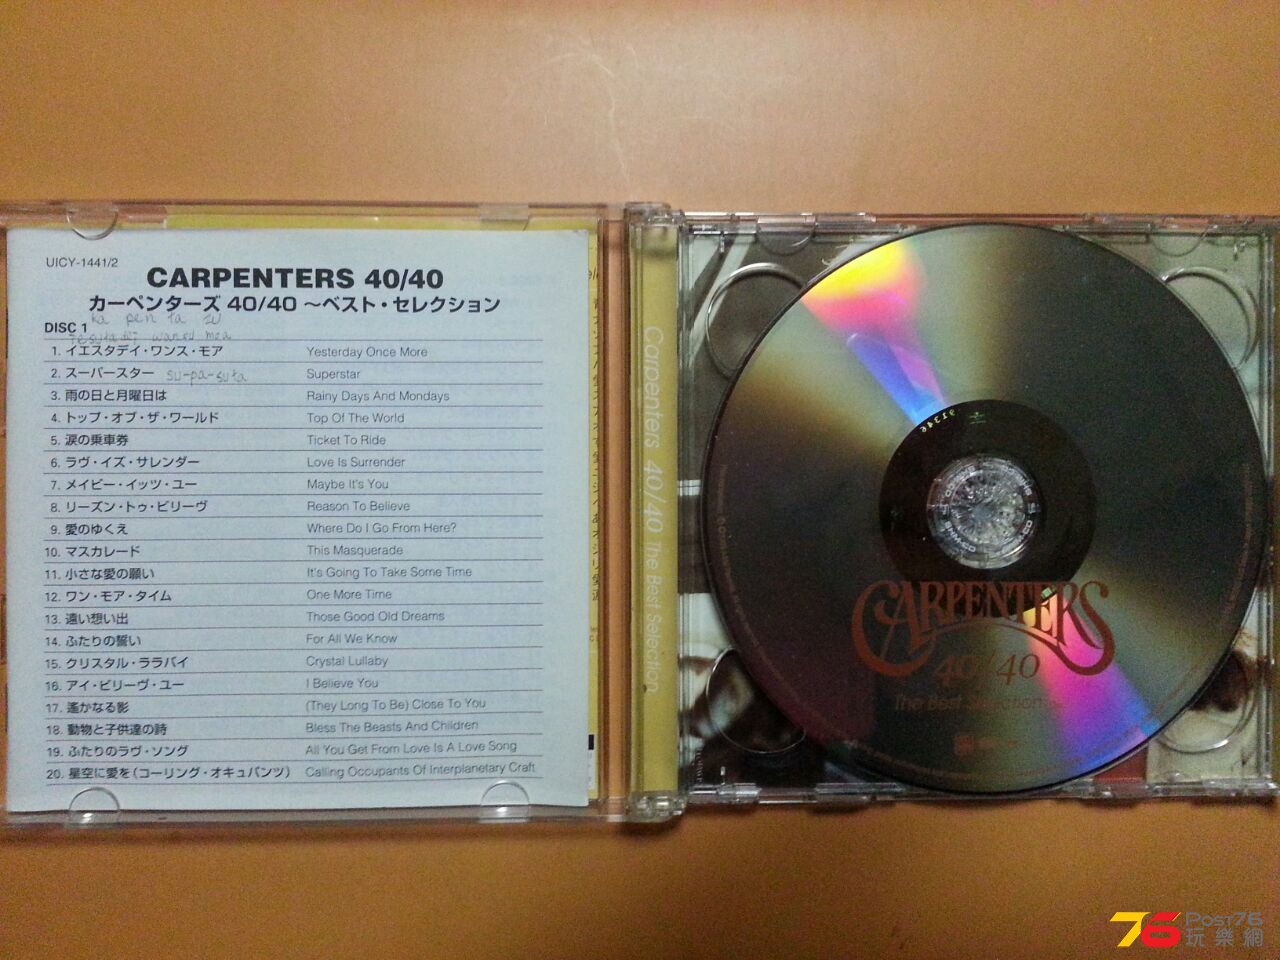 UICY-1441/2
CARPENTERS 40/40
カーペンターズ 40/40 ～ベスト・セレクション
ka pen ta zu
DISC 1
iesutadei wansu moa
1. イエスタデイ・ワンス・モア Yesterday Once More
2. スーパースター su-pa-suta Superstar
3. 雨の日と月曜日は Rainy Days And Mondays
4. トップ・オブ・ザ・ワールド Top Of The World
5. 涙の乗車券 Ticket To Ride
6. ラヴ・イズ・サレンダー Love Is Surrender
7. メイビー・イッツ・ユー Maybe It's You
8. リーズン・トゥ・ビリーヴ Reason To Believe
9. 愛のゆくえ Where Do I Go From Here?
10. マスカレード This Masquerade
11. 小さな愛の願い It's Going To Take Some Time
12. ワン・モア・タイム One More Time
13. 遠い想い出 Those Good Old Dreams
14. ふたりの誓い For All We Know
15. クリスタル・ララバイ Crystal Lullaby
16. アイ・ビリーヴ・ユー I Believe You
17. 遙かなる影 (They Long To Be) Close To You
18. 動物と子供達の詩 Bless The Beasts And Children
19. ふたりのラヴ・ソング All You Get From Love Is A Love Song
20. 星空に愛を(コーリング・オキュパンツ) Calling Occupants Of Interplanetary Craft
Carpenters 40/40 The Best Selection
CARPENTERS
40/40
The Best Selection
76 POST76
玩樂網